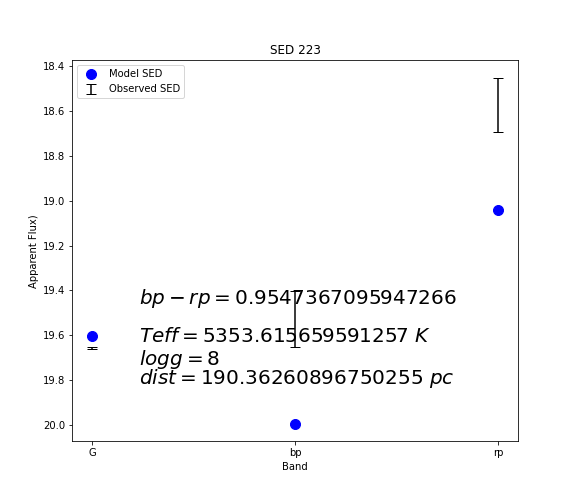 SED 223
18.4
18.6
18.8
19.0
19.2
19.4
19.6
19.8
20.0
Apparent Flux)
Model SED
Observed SED
bp − rp = 0.9547367095947266
Teff = 5353.615659591257 K
logg = 8
dist = 190.36260896750255 pc
G
bp
rp
Band